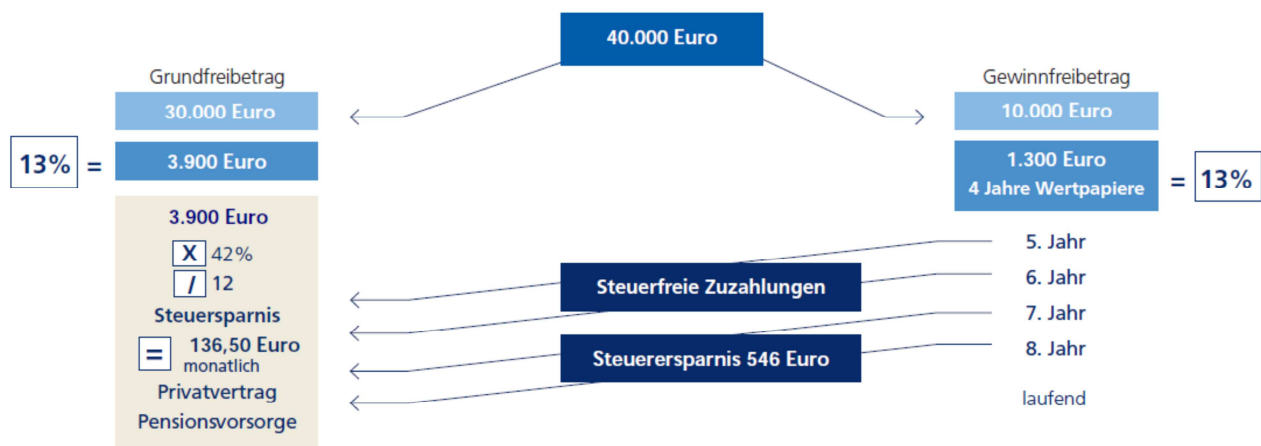 40.000 Euro
Grundfreibetrag
30.000 Euro
13% = 3.900 Euro
3.900 Euro
X 42%
/ 12
Steuersparnis
= 136,50 Euro
monatlich
Privatvertrag
Pensionsvorsorge
Steuerfreie Zuzahlungen
Steuerersparnis 546 Euro
Gewinnfreibetrag
10.000 Euro
1.300 Euro
4 Jahre Wertpapiere = 13%
5. Jahr
6. Jahr
7. Jahr
8. Jahr
laufend